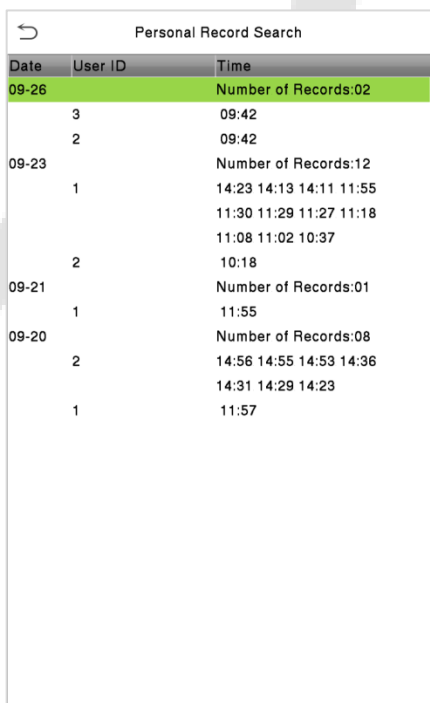 Personal Record Search
Date User ID Time
09-26 Number of Records:02
3 09:42
2 09:42
09-23 Number of Records:12
1 14:23 14:13 14:11 11:55
11:30 11:29 11:27 11:18
11:08 11:02 10:37
2 10:18
09-21 Number of Records:01
1 11:55
09-20 Number of Records:08
2 14:56 14:55 14:53 14:36
14:31 14:29 14:23
1 11:57